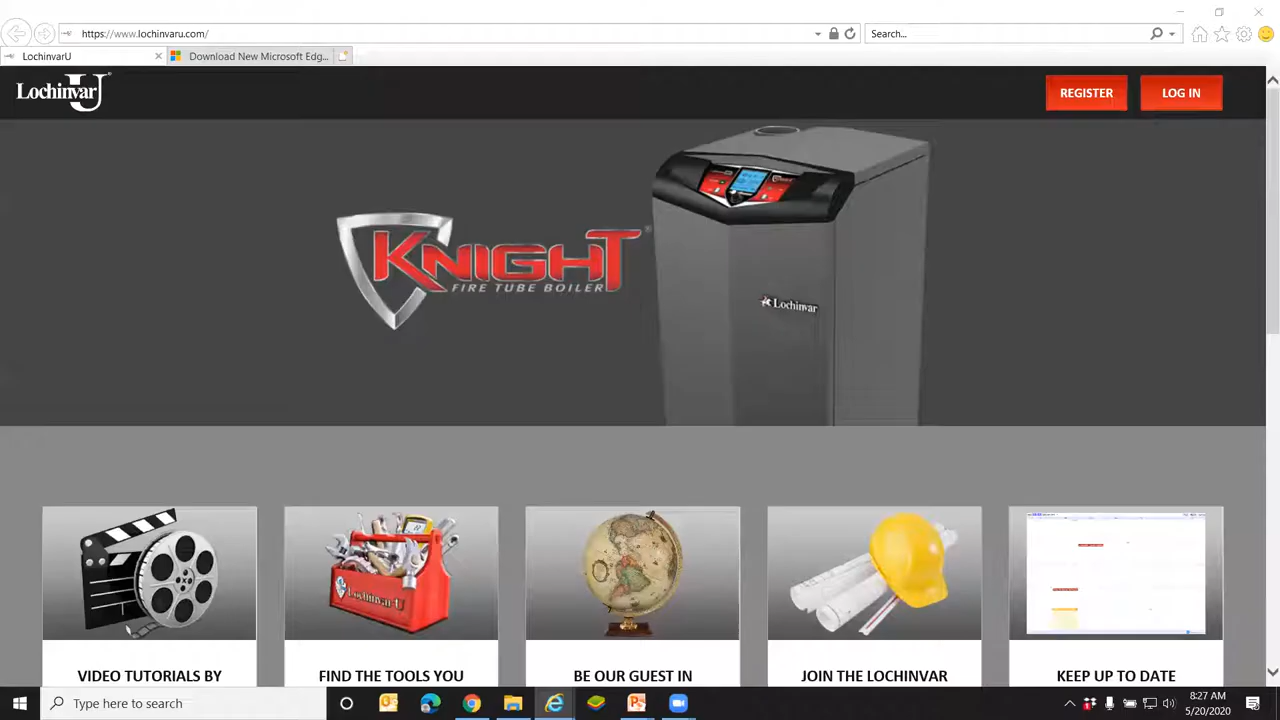 https://www.lochinvaru.com/
Search...
LochinvarU
Download New Microsoft Edg...
LochinvarU
REGISTER
LOG IN
KNIGHT
FIRE TUBE BOILER
Lochinvar
Lochinvar-U
VIDEO TUTORIALS BY
FIND THE TOOLS YOU
BE OUR GUEST IN
JOIN THE LOCHINVAR
KEEP UP TO DATE
Type here to search
8:27 AM
5/20/2020